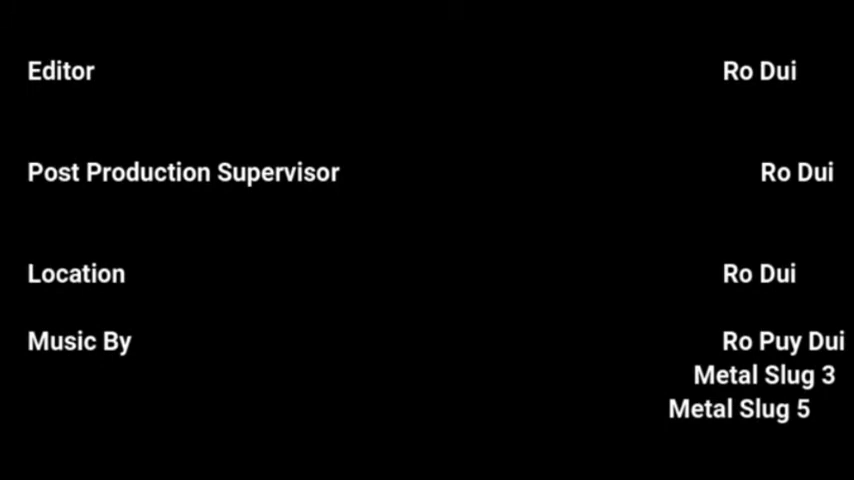 Editor Ro Dui
Post Production Supervisor Ro Dui
Location Ro Dui
Music By Ro Puy Dui
Metal Slug 3
Metal Slug 5